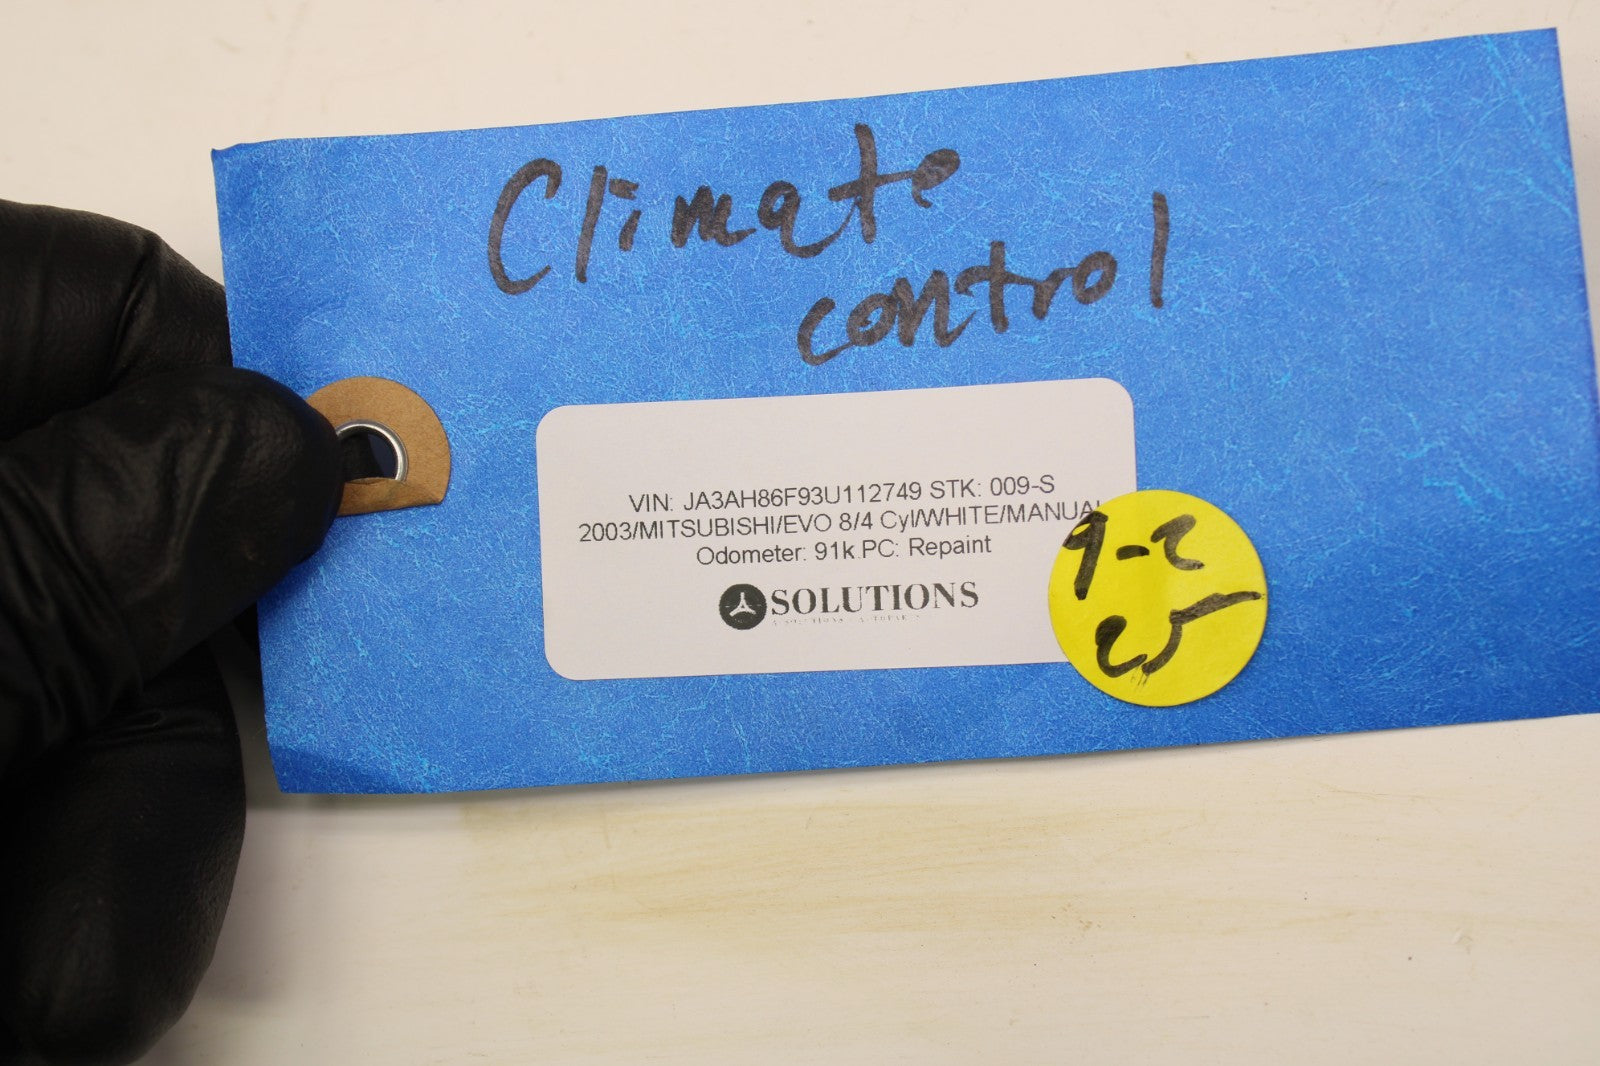 Climate
control
VIN: JA3AH86F93U112749 STK: 009-S
2003/MITSUBISHI/EVO 8/4 Cyl/WHITE/MANUAL
Odometer: 91k PC: Repaint
SOLUTIONS
9-2
25